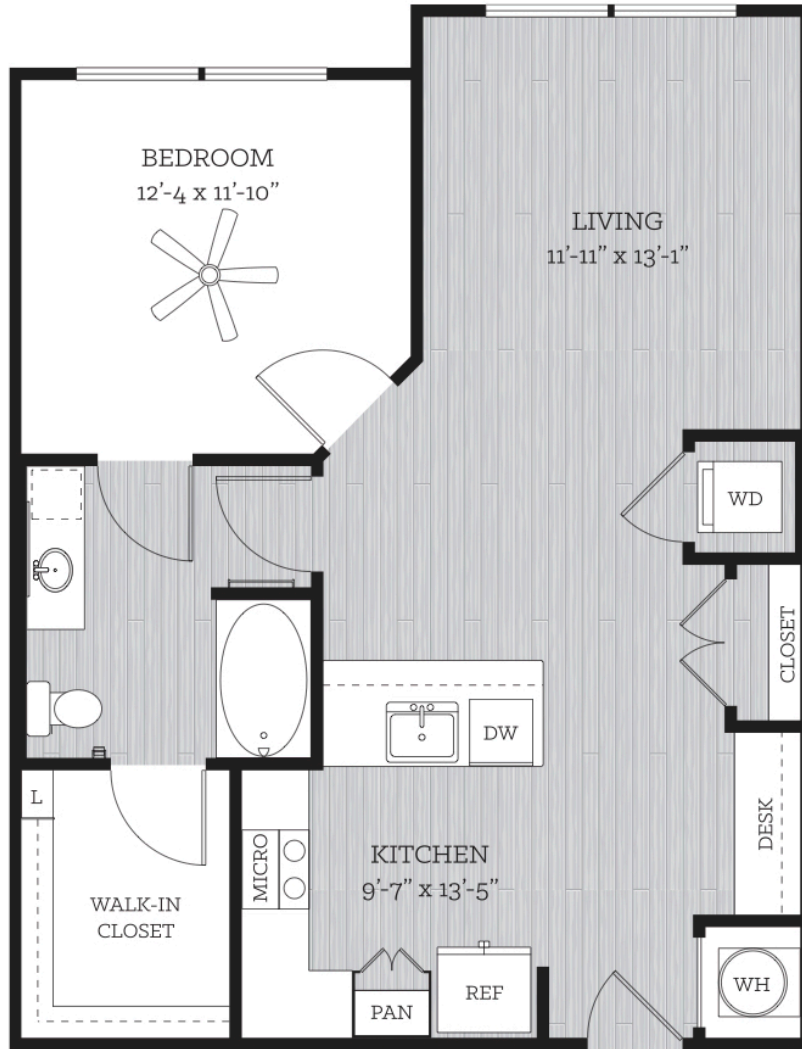 BEDROOM
12’-4 x 11’-10”
LIVING
11’-11” x 13’-1”
WD
CLOSET
DW
DESK
L
MICRO
KITCHEN
9’-7” x 13’-5”
WALK-IN
CLOSET
PAN
REF
WH